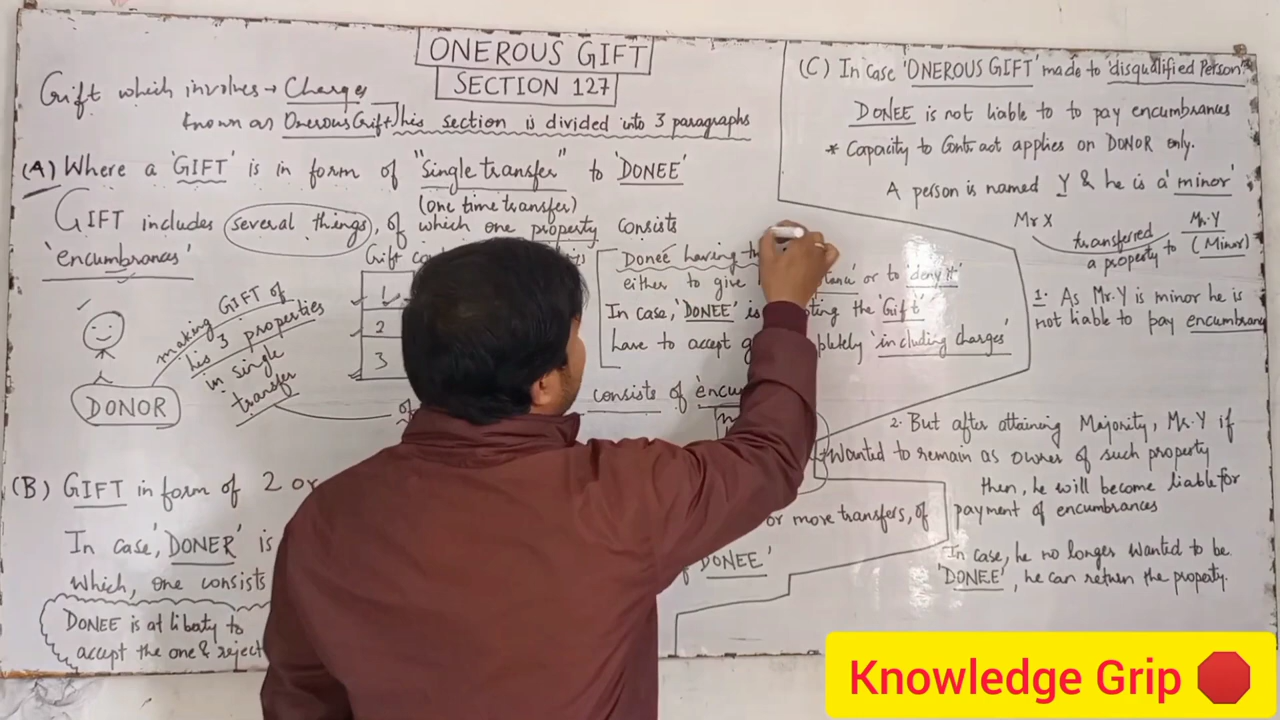 ONEROUS GIFT
SECTION 127
Gift which involves → Charges
Known as Onerous Gift This section is divided into 3 paragraphs
(A) Where a 'GIFT' is in form of "Single transfer" to 'DONEE'
(One time transfer)
GIFT includes several things, of which one property consists
'encumbrances'
Gift
1
2
3
DONOR
making GIFT of
his 3 properties
in single
transfer
Donee having
either to give or to 'deny it'
In case, 'DONEE' is the 'Gift'
have to accept 'including charges'
consists of
(B) GIFT in form of 2
or more transfers, of
In case, 'DONER' is
'DONEE'
Which, one consists
DONEE is at liberty to
accept the one & reject
(C) In case 'ONEROUS GIFT' made to 'disqualified Person'
DONEE is not liable to to pay encumbrances
* Capacity to Contract applies on DONOR only.
A person is named Y & he is a 'minor'
Mr X transferred a property to Mr. Y (Minor)
1. As Mr. Y is minor he is
not liable to pay
2. But after attaining Majority, Mr. Y if
Wanted to remain as owner of such property
then, he will become liable for
payment of encumbrances
In case, he no longer wanted to be
'DONEE', he can return the property.
Knowledge Grip